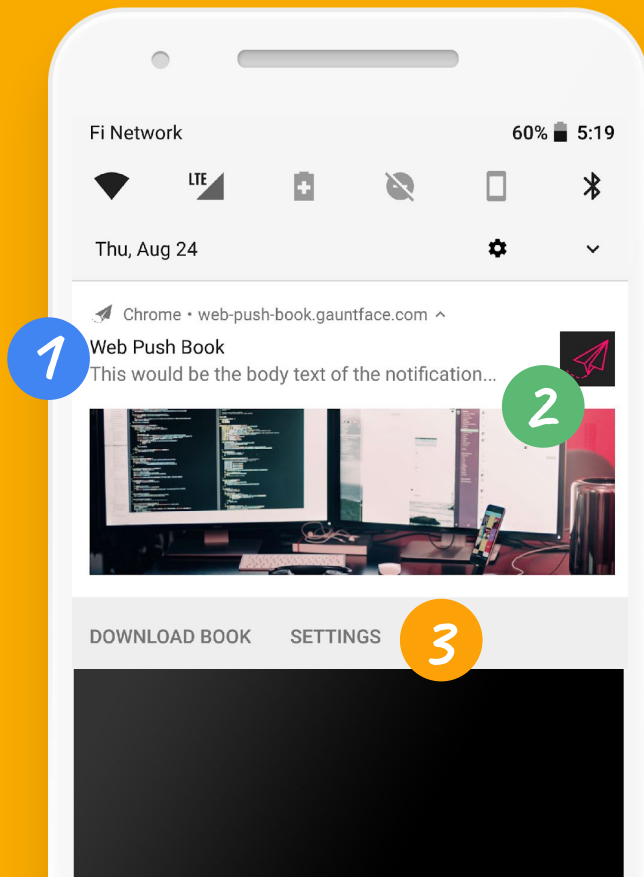 Fi Network 60% 5:19
LTE
Thu, Aug 24
Chrome • web-push-book.gauntface.com
1
Web Push Book
This would be the body text of the notification...
2
DOWNLOAD BOOK SETTINGS
3